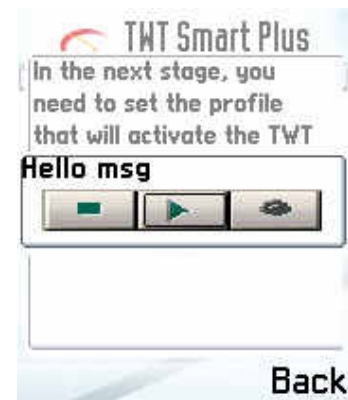 TWT Smart Plus
In the next stage, you
need to set the profile
that will activate the TWT
Hello msg
Back